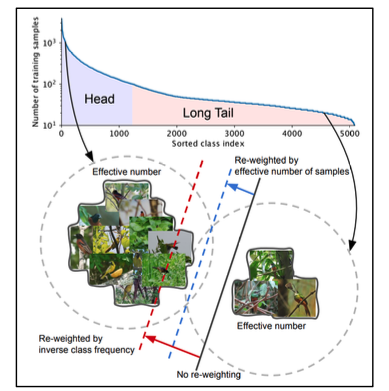 Number of training samples
10³
10²
10¹
Head
Long Tail
0
1000
2000
3000
4000
5000
Sorted class index
Effective number
Re-weighted by
effective number of samples
Effective number
Re-weighted by
inverse class frequency
No re-weighting